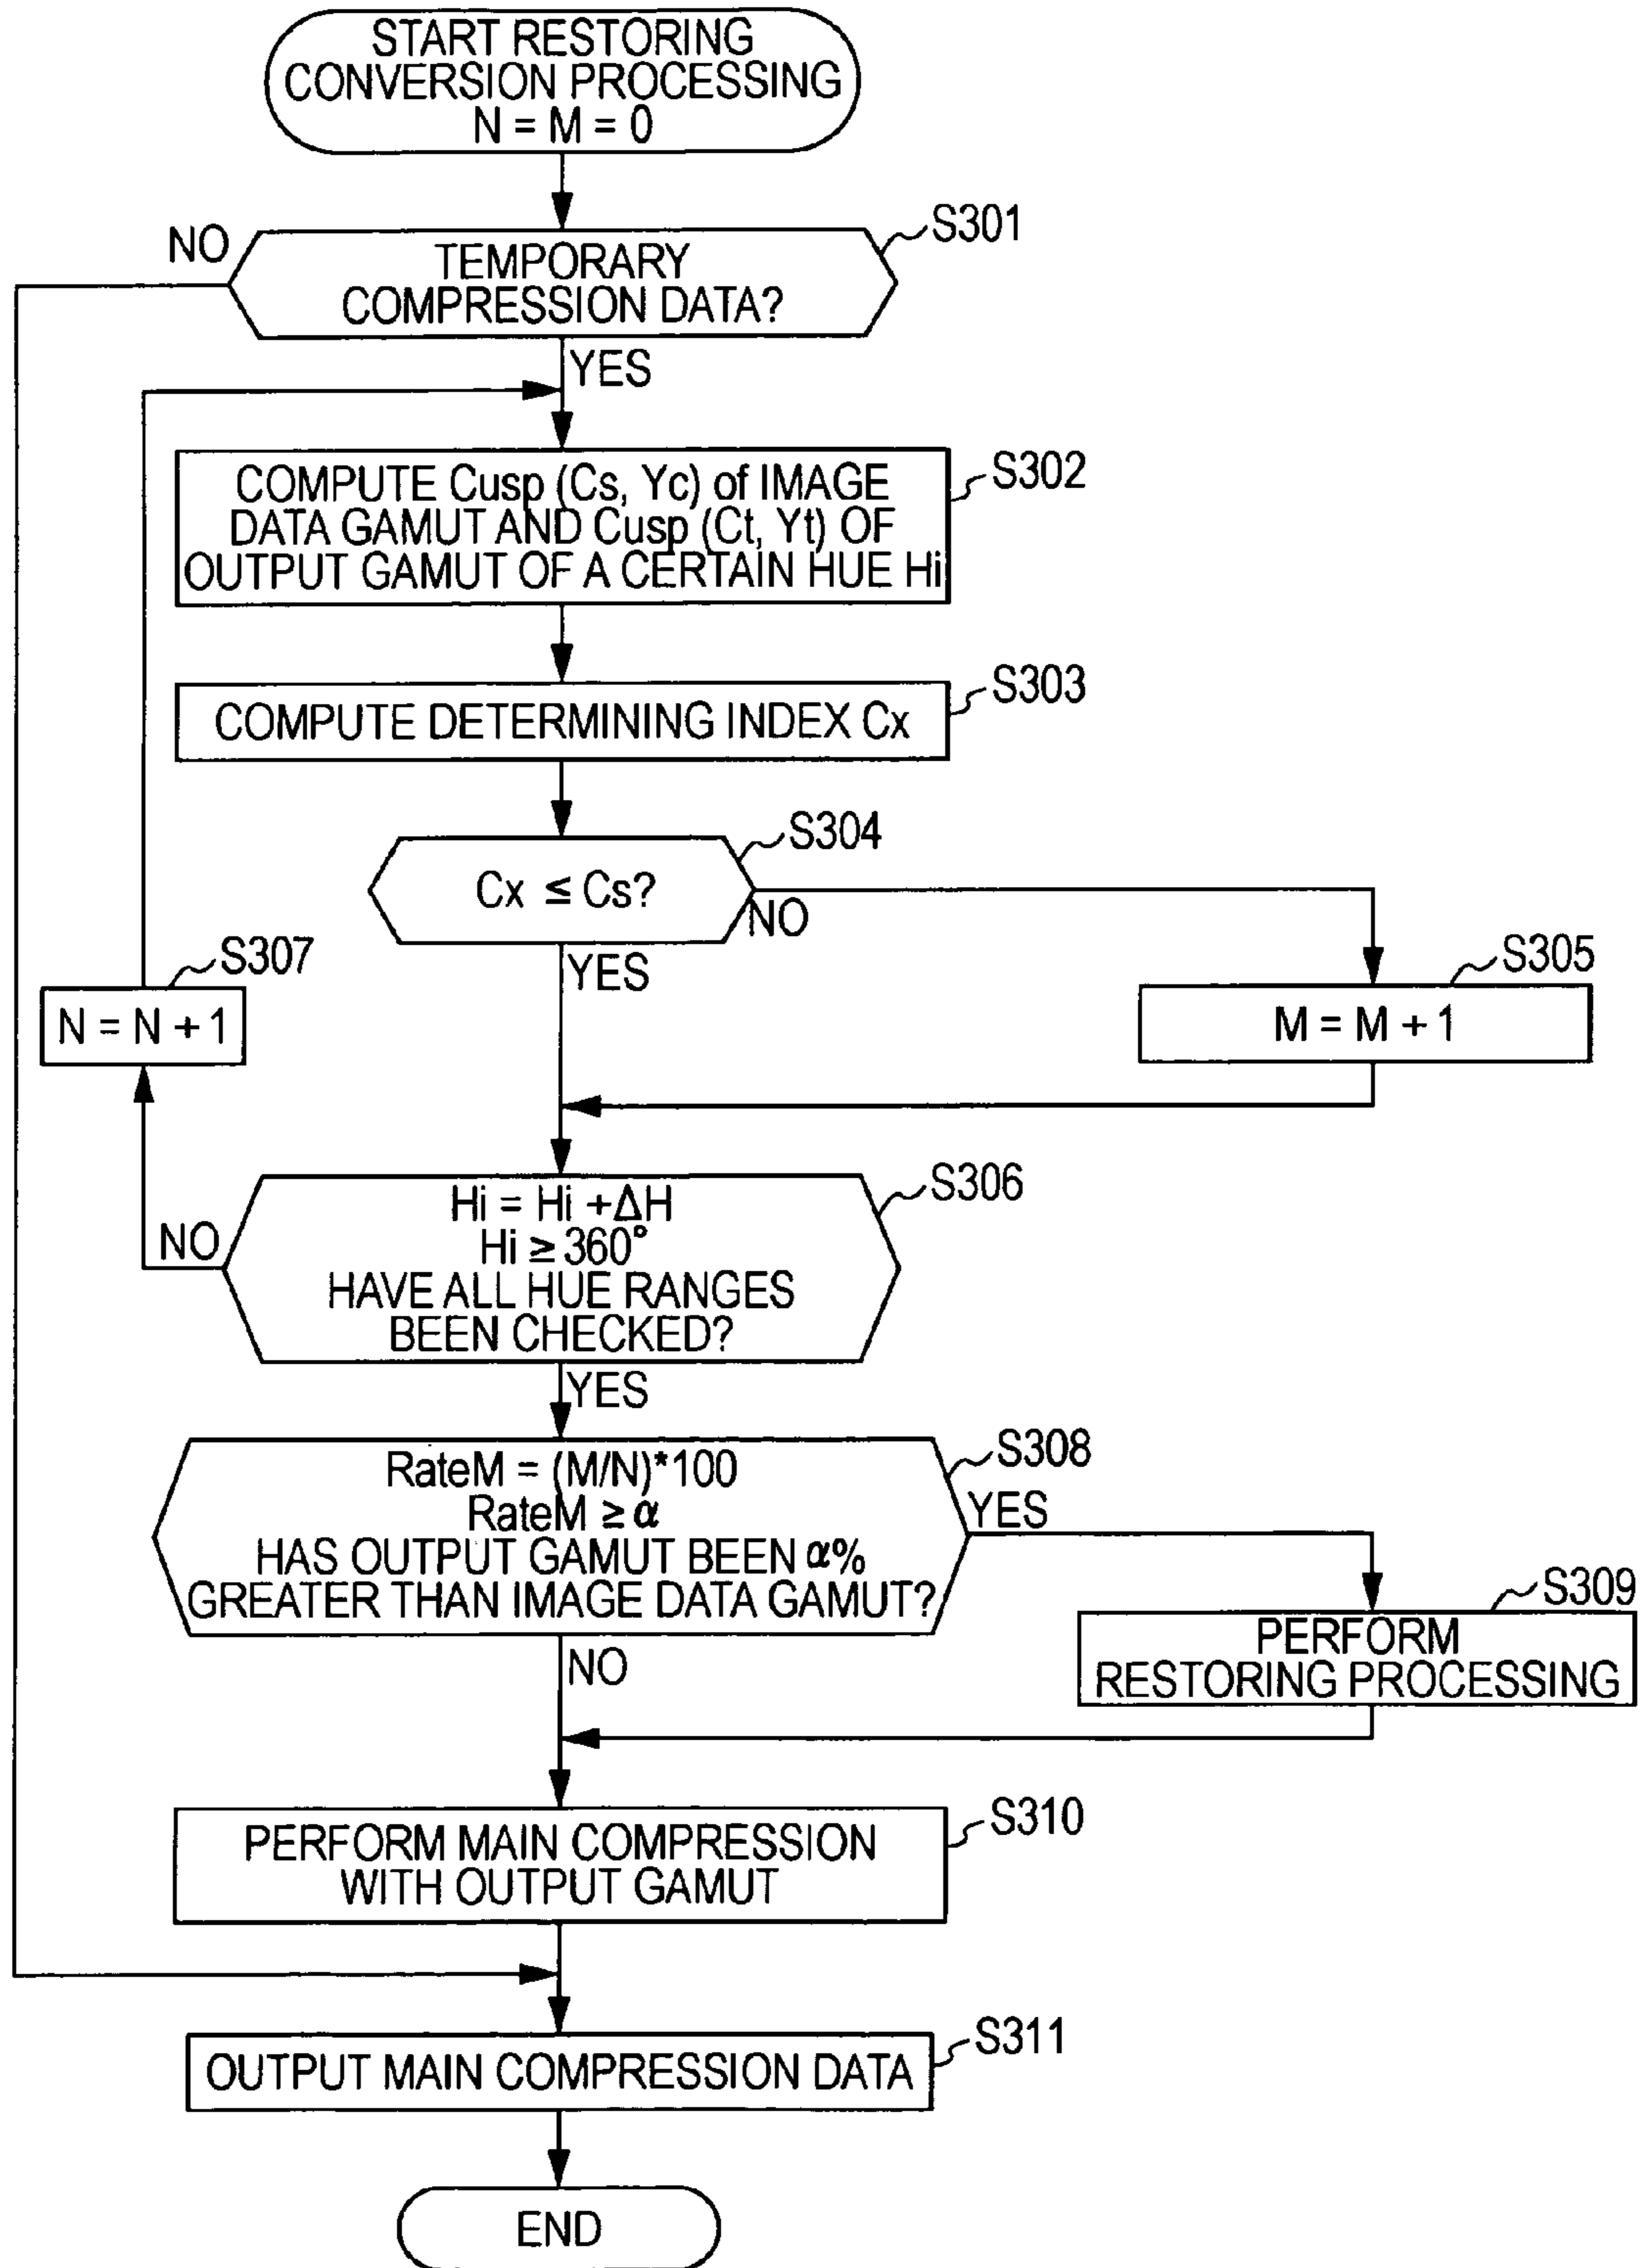 START RESTORING
CONVERSION PROCESSING
N = M = 0
S301
NO
TEMPORARY
COMPRESSION DATA?
YES
S302
COMPUTE Cusp (Cs, Yc) of IMAGE
DATA GAMUT AND Cusp (Ct, Yt) OF
OUTPUT GAMUT OF A CERTAIN HUE Hi
S303
COMPUTE DETERMINING INDEX Cx
S304
Cx ≤ Cs?
NO
YES
S307
N = N + 1
S305
M = M + 1
S306
Hi = Hi +ΔH
Hi ≥ 360°
HAVE ALL HUE RANGES
BEEN CHECKED?
NO
YES
S308
RateM = (M/N)*100
RateM ≥ α
HAS OUTPUT GAMUT BEEN α%
GREATER THAN IMAGE DATA GAMUT?
YES
NO
S309
PERFORM
RESTORING PROCESSING
S310
PERFORM MAIN COMPRESSION
WITH OUTPUT GAMUT
S311
OUTPUT MAIN COMPRESSION DATA
END